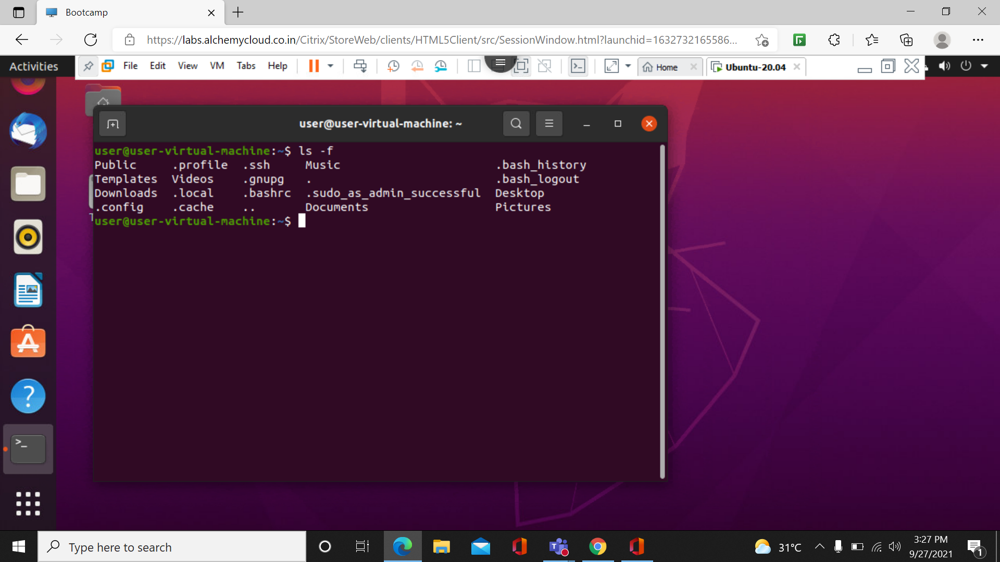 Bootcamp
https://labs.alchemycloud.co.in/Citrix/StoreWeb/clients/HTML5Client/src/SessionWindow.html?launchid=1632732165586...
Activities File Edit View VM Tabs Help Home Ubuntu-20.04
user@user-virtual-machine: ~
user@user-virtual-machine:~$ ls -f
Public .profile .ssh Music .bash_history
Templates Videos .gnupg . .bash_logout
Downloads .local .bashrc .sudo_as_admin_successful Desktop
.config .cache .. Documents Pictures
user@user-virtual-machine:~$
Type here to search
31°C
3:27 PM
9/27/2021
1